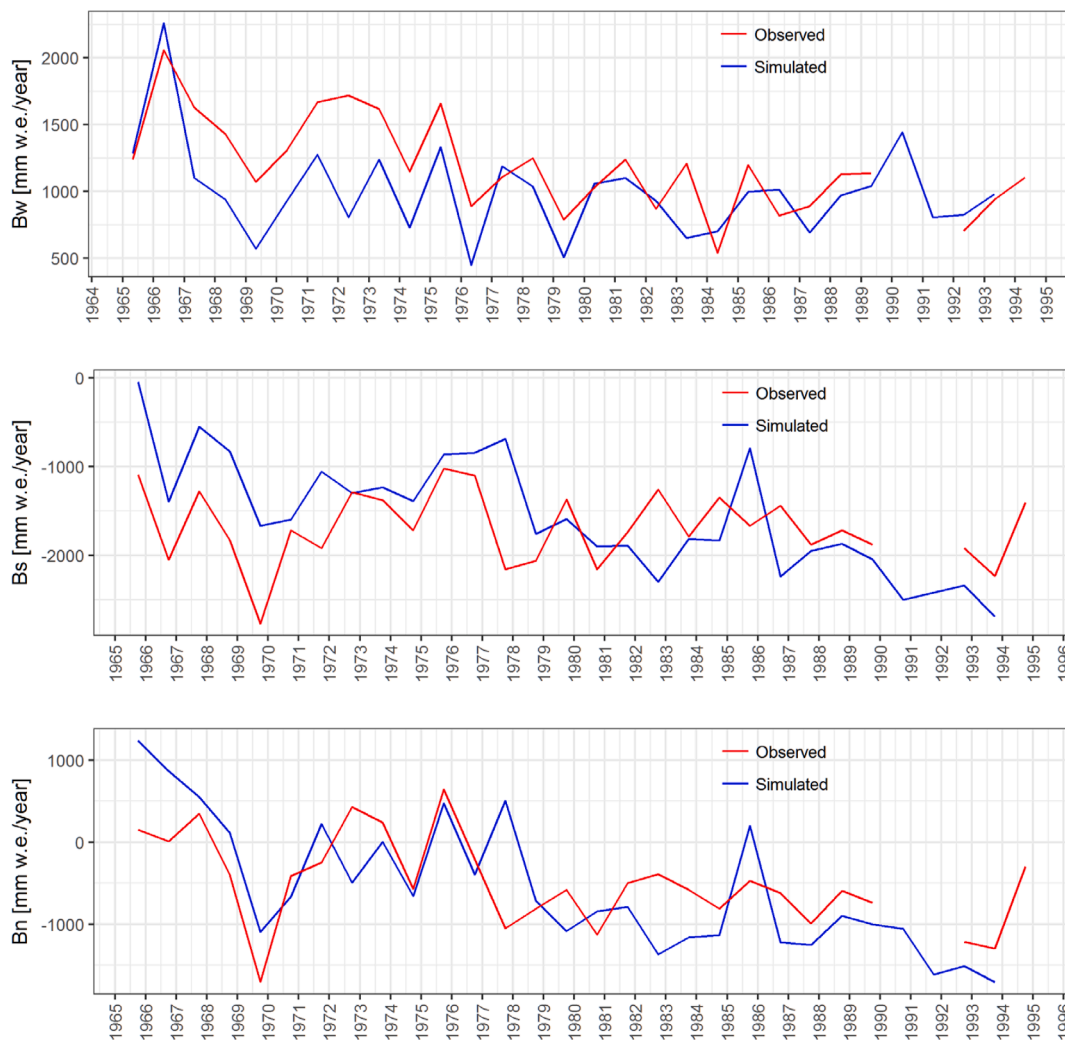 Bw [mm w.e./year]
2000
1500
1000
500
Observed
Simulated
1964 1965 1966 1967 1968 1969 1970 1971 1972 1973 1974 1975 1976 1977 1978 1979 1980 1981 1982 1983 1984 1985 1986 1987 1988 1989 1990 1991 1992 1993 1994 1995
Bs [mm w.e./year]
0
-1000
-2000
Observed
Simulated
1965 1966 1967 1968 1969 1970 1971 1972 1973 1974 1975 1976 1977 1978 1979 1980 1981 1982 1983 1984 1985 1986 1987 1988 1989 1990 1991 1992 1993 1994 1995 1996
Bn [mm w.e./year]
1000
0
-1000
Observed
Simulated
1965 1966 1967 1968 1969 1970 1971 1972 1973 1974 1975 1976 1977 1978 1979 1980 1981 1982 1983 1984 1985 1986 1987 1988 1989 1990 1991 1992 1993 1994 1995 1996